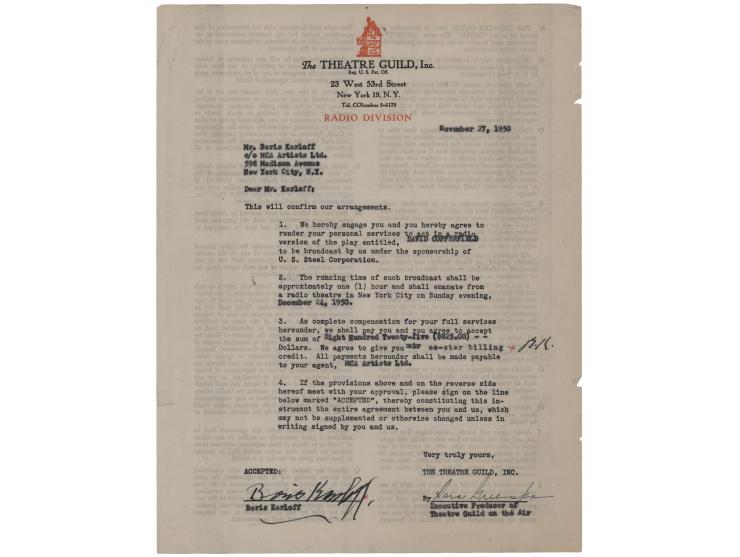 The THEATRE GUILD, Inc.
Reg. U. S. Pat. Off.
23 West 53rd Street
New York 19, N. Y.
Tel. COlumbus 5-6170
RADIO DIVISION
November 27, 1950
Mr. Boris Karloff
c/o MCA Artists Ltd.
598 Madison Avenue
New York City, N.Y.
Dear Mr. Karloff:
This will confirm our arrangements.
1. We hereby engage you and you hereby agree to
render your personal services to act in a radio
version of the play entitled, DAVID COPPERFIELD
to be broadcast by us under the sponsorship of
U. S. Steel Corporation.
2. The running time of such broadcast shall be
approximately one (1) hour and shall emanate from
a radio theatre in New York City on Sunday evening,
December 24, 1950.
3. As complete compensation for your full services
hereunder, we shall pay you and you agree to accept
the sum of Eight Hundred Twenty-five ($825.00) - -
Dollars. We agree to give you air co-star billing + B.K.
credit. All payments hereunder shall be made payable
to your agent, MCA Artists Ltd.
4. If the provisions above and on the reverse side
hereof meet with your approval, please sign on the line
below marked "ACCEPTED", thereby constituting this in-
strument the entire agreement between you and us, which
may not be supplemented or otherwise changed unless in
writing signed by you and us.
Very truly yours,
ACCEPTED:
THE THEATRE GUILD, INC.
Boris Karloff
By
Boris Karloff
Executive Producer of
Theatre Guild on the Air